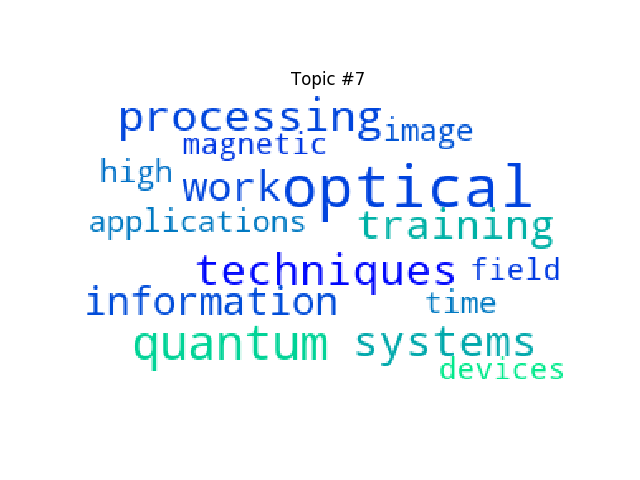 Topic #7
processing image
magnetic
high work optical
applications training
techniques field
information time
quantum systems
devices